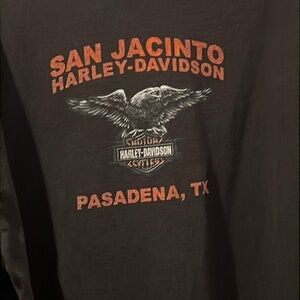 SAN JACINTO
HARLEY-DAVIDSON
MOTOR
HARLEY-DAVIDSON
CYCLES
PASADENA, TX